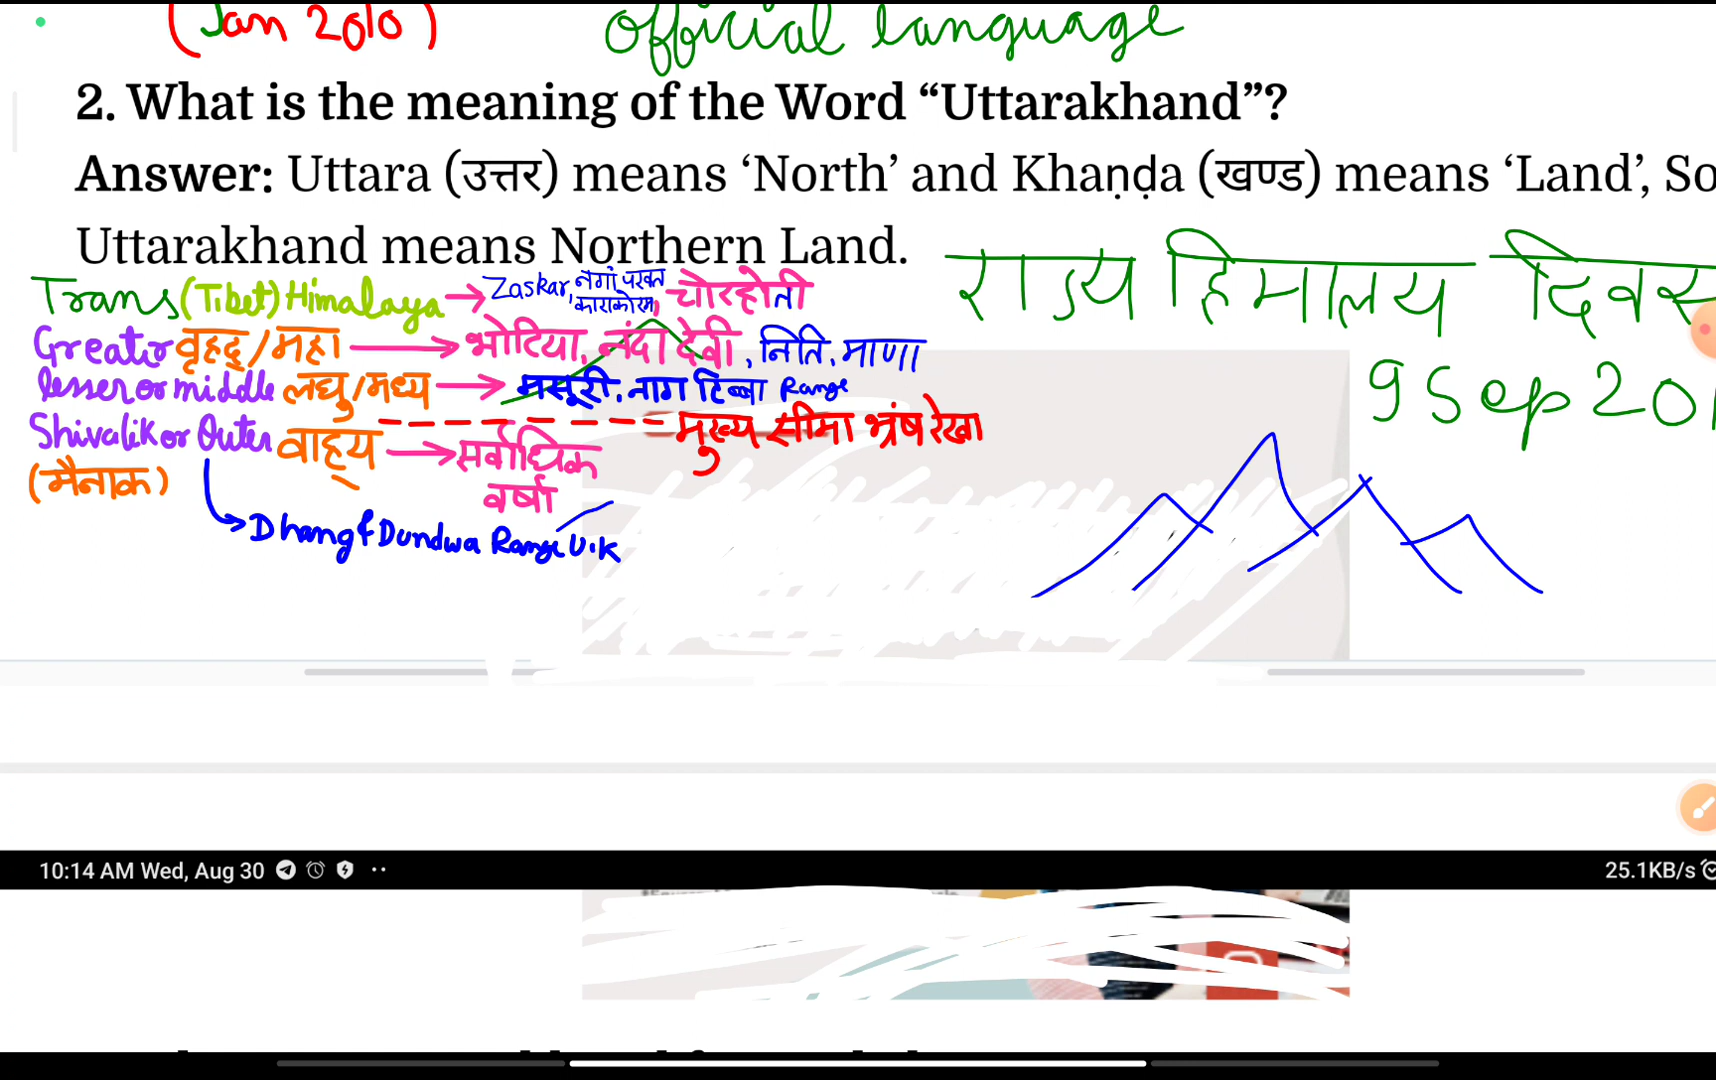 (Jan 2010) official language
2. What is the meaning of the Word “Uttarakhand”?
Answer: Uttara (उत्तर) means ‘North’ and Khaṇḍa (खण्ड) means ‘Land’, So
Uttarakhand means Northern Land.
राज्य हिमालय दिवस
9 Sep 201
Trans (Tibet) Himalaya → Zaskar, नंगा परबत काराकोरम, चोरहोती
Greater वृहद् / महा → भोटिया, नंदा देवी, निति, माणा
lesser or middle लघु / मध्य → मसूरी, नाग टिब्बा Range
मुख्य सीमा भ्रंष रेखा
Shivalik or Outer वाह्य → सर्वाधिक वर्षा
(मैनाक)
Dhang & Dundwa Range U.K
10:14 AM Wed, Aug 30
25.1KB/s